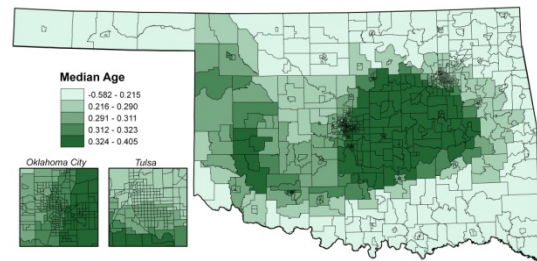 Median Age
-0.582 - 0.215
0.216 - 0.290
0.291 - 0.311
0.312 - 0.323
0.324 - 0.405
Oklahoma City
Tulsa